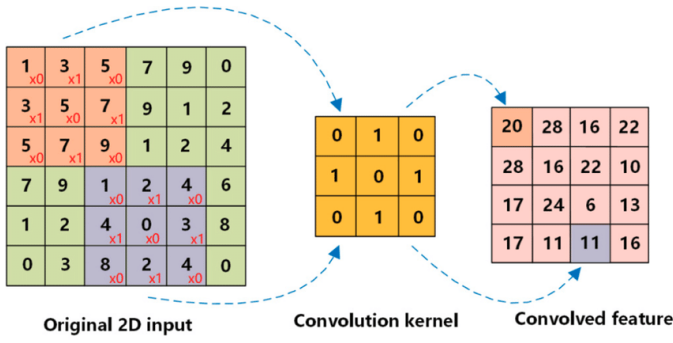 1 x0 3 x1 5 x0 7 9 0
3 x1 5 x0 7 x1 9 1 2
5 x0 7 x1 9 x0 1 2 4
7 9 1 x0 2 x1 4 x0 6
1 2 4 x1 0 x0 3 x1 8
0 3 8 x0 2 x1 4 x0 0
Original 2D input
0 1 0
1 0 1
0 1 0
Convolution kernel
20 28 16 22
28 16 22 10
17 24 6 13
17 11 11 16
Convolved feature